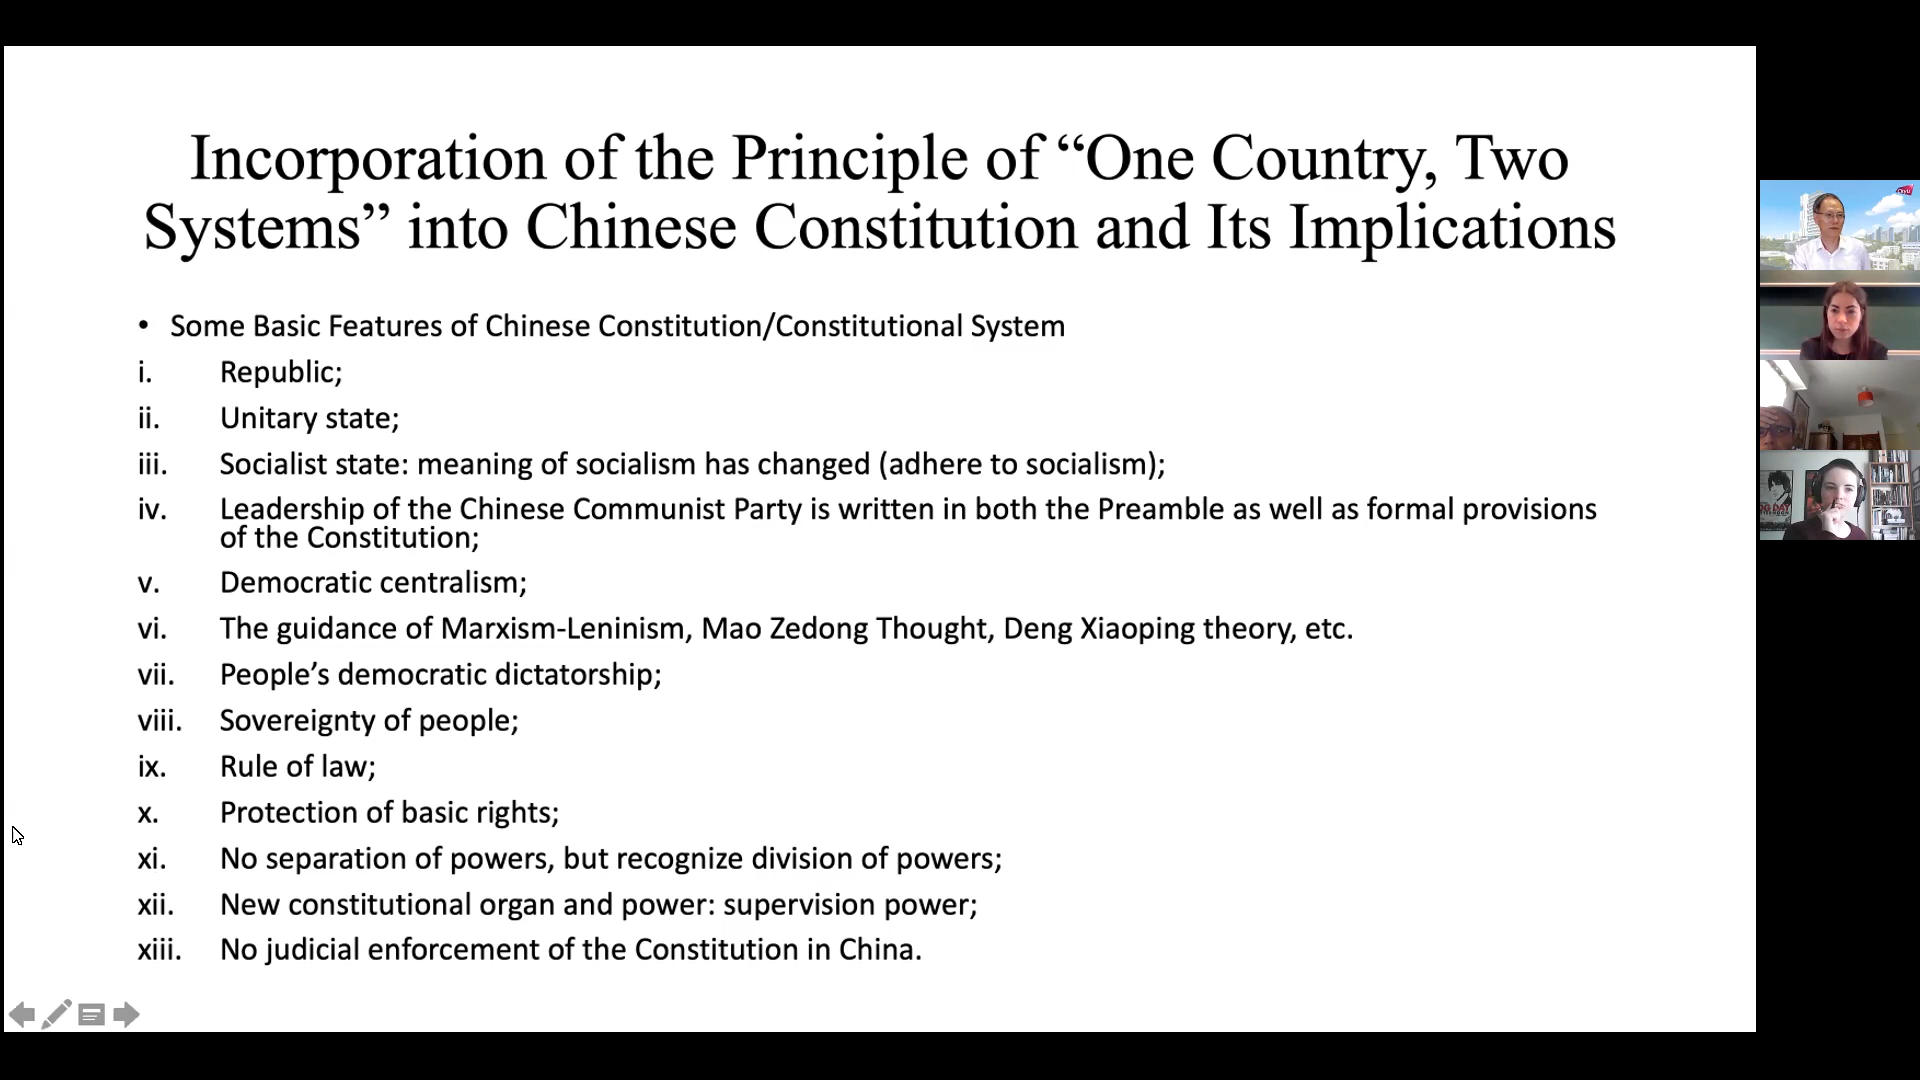 Incorporation of the Principle of “One Country, Two
Systems” into Chinese Constitution and Its Implications
• Some Basic Features of Chinese Constitution/Constitutional System
i. Republic;
ii. Unitary state;
iii. Socialist state: meaning of socialism has changed (adhere to socialism);
iv. Leadership of the Chinese Communist Party is written in both the Preamble as well as formal provisions
of the Constitution;
v. Democratic centralism;
vi. The guidance of Marxism-Leninism, Mao Zedong Thought, Deng Xiaoping theory, etc.
vii. People’s democratic dictatorship;
viii. Sovereignty of people;
ix. Rule of law;
x. Protection of basic rights;
xi. No separation of powers, but recognize division of powers;
xii. New constitutional organ and power: supervision power;
xiii. No judicial enforcement of the Constitution in China.